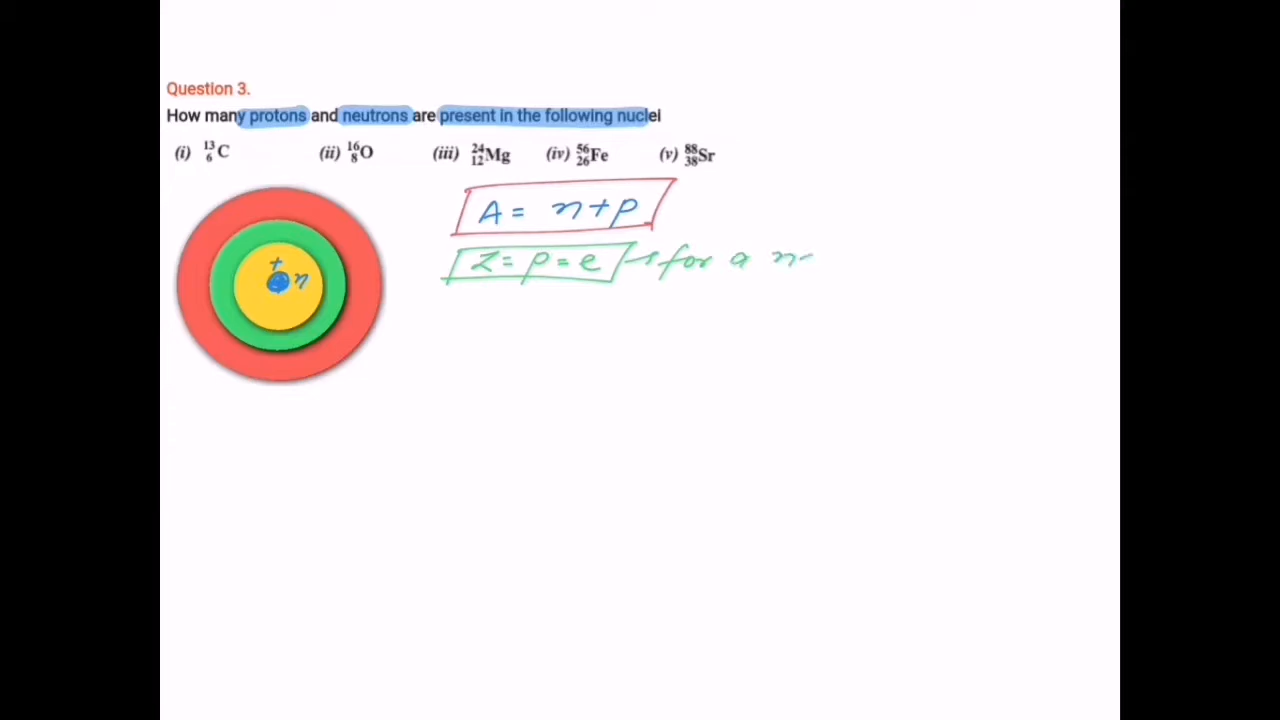 Question 3.
How many protons and neutrons are present in the following nuclei
(i) ¹³₆C (ii) ¹⁶₈O (iii) ²⁴₁₂Mg (iv) ⁵⁶₂₆Fe (v) ⁸⁸₃₈Sr
A = n + p
Z = p = e → for a n
+
n